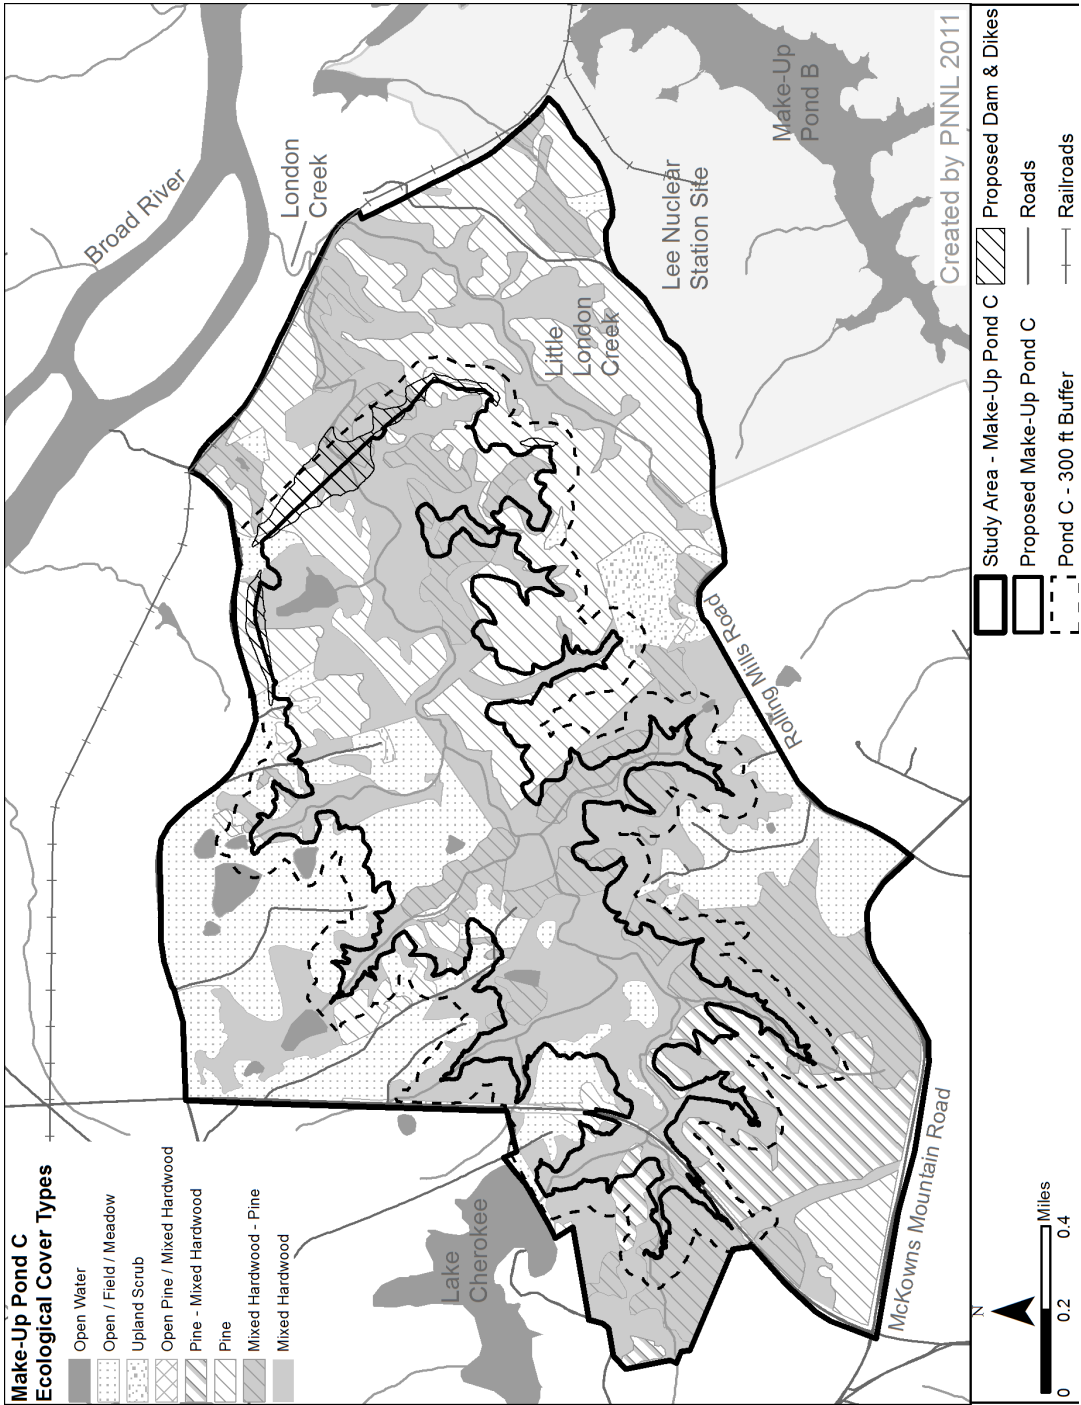 Make-Up Pond C
Ecological Cover Types
Open Water
Open / Field / Meadow
Upland Scrub
Open Pine / Mixed Hardwood
Pine - Mixed Hardwood
Pine
Mixed Hardwood - Pine
Mixed Hardwood
Broad River
London
Creek
Lake
Cherokee
Little
London
Creek
Make-Up
Pond B
Lee Nuclear
Station Site
Rolling Mills Road
McKowns Mountain Road
Created by PNNL 2011
N
0
0.2
0.4
Miles
Study Area - Make-Up Pond C
Proposed Make-Up Pond C
Pond C - 300 ft Buffer
Proposed Dam & Dikes
Roads
Railroads